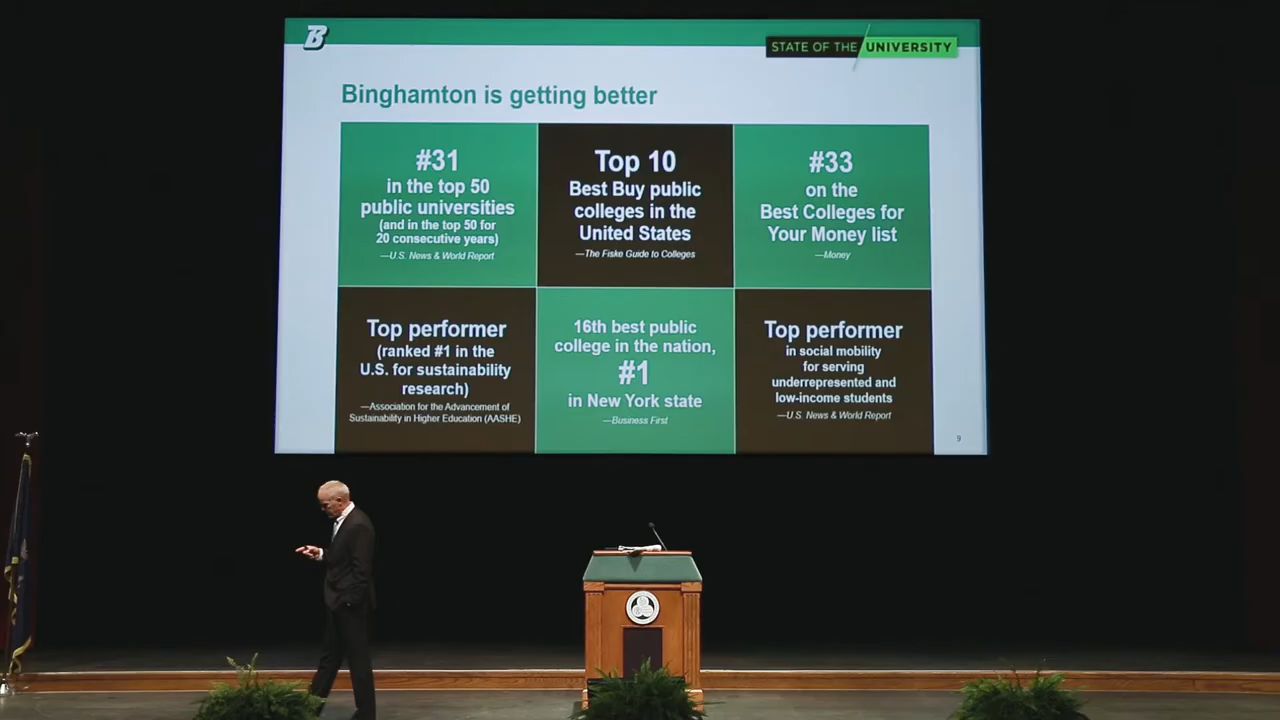 B
STATE OF THE UNIVERSITY
Binghamton is getting better
#31
in the top 50
public universities
(and in the top 50 for
20 consecutive years)
—U.S. News & World Report
Top 10
Best Buy public
colleges in the
United States
—The Fiske Guide to Colleges
#33
on the
Best Colleges for
Your Money list
—Money
Top performer
(ranked #1 in the
U.S. for sustainability
research)
—Association for the Advancement of
Sustainability in Higher Education (AASHE)
16th best public
college in the nation,
#1
in New York state
—Business First
Top performer
in social mobility
for serving
underrepresented and
low-income students
—U.S. News & World Report
9